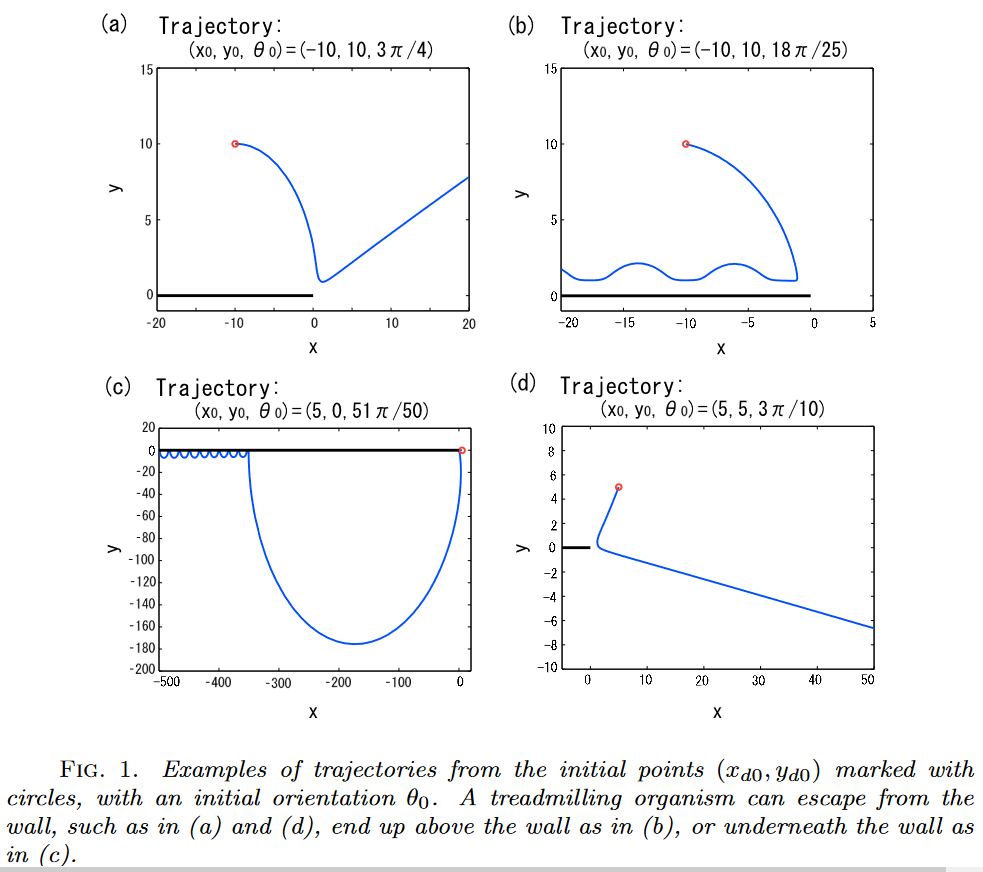 (a) Trajectory:
(x₀, y₀, θ₀)=(−10, 10, 3π/4)
15
10
5
0
y
-20 -10 0 10 20
x
(b) Trajectory:
(x₀, y₀, θ₀)=(−10, 10, 18π/25)
15
10
5
0
y
-20 -15 -10 -5 0 5
x
(c) Trajectory:
(x₀, y₀, θ₀)=(5, 0, 51π/50)
20
0
-20
-40
-60
-80
-100
-120
-140
-160
-180
-200
y
-500 -400 -300 -200 -100 0
x
(d) Trajectory:
(x₀, y₀, θ₀)=(5, 5, 3π/10)
10
8
6
4
2
0
-2
-4
-6
-8
-10
y
0 10 20 30 40 50
x
FIG. 1. Examples of trajectories from the initial points (x_{d0}, y_{d0}) marked with
circles, with an initial orientation θ₀. A treadmilling organism can escape from the
wall, such as in (a) and (d), end up above the wall as in (b), or underneath the wall as
in (c).